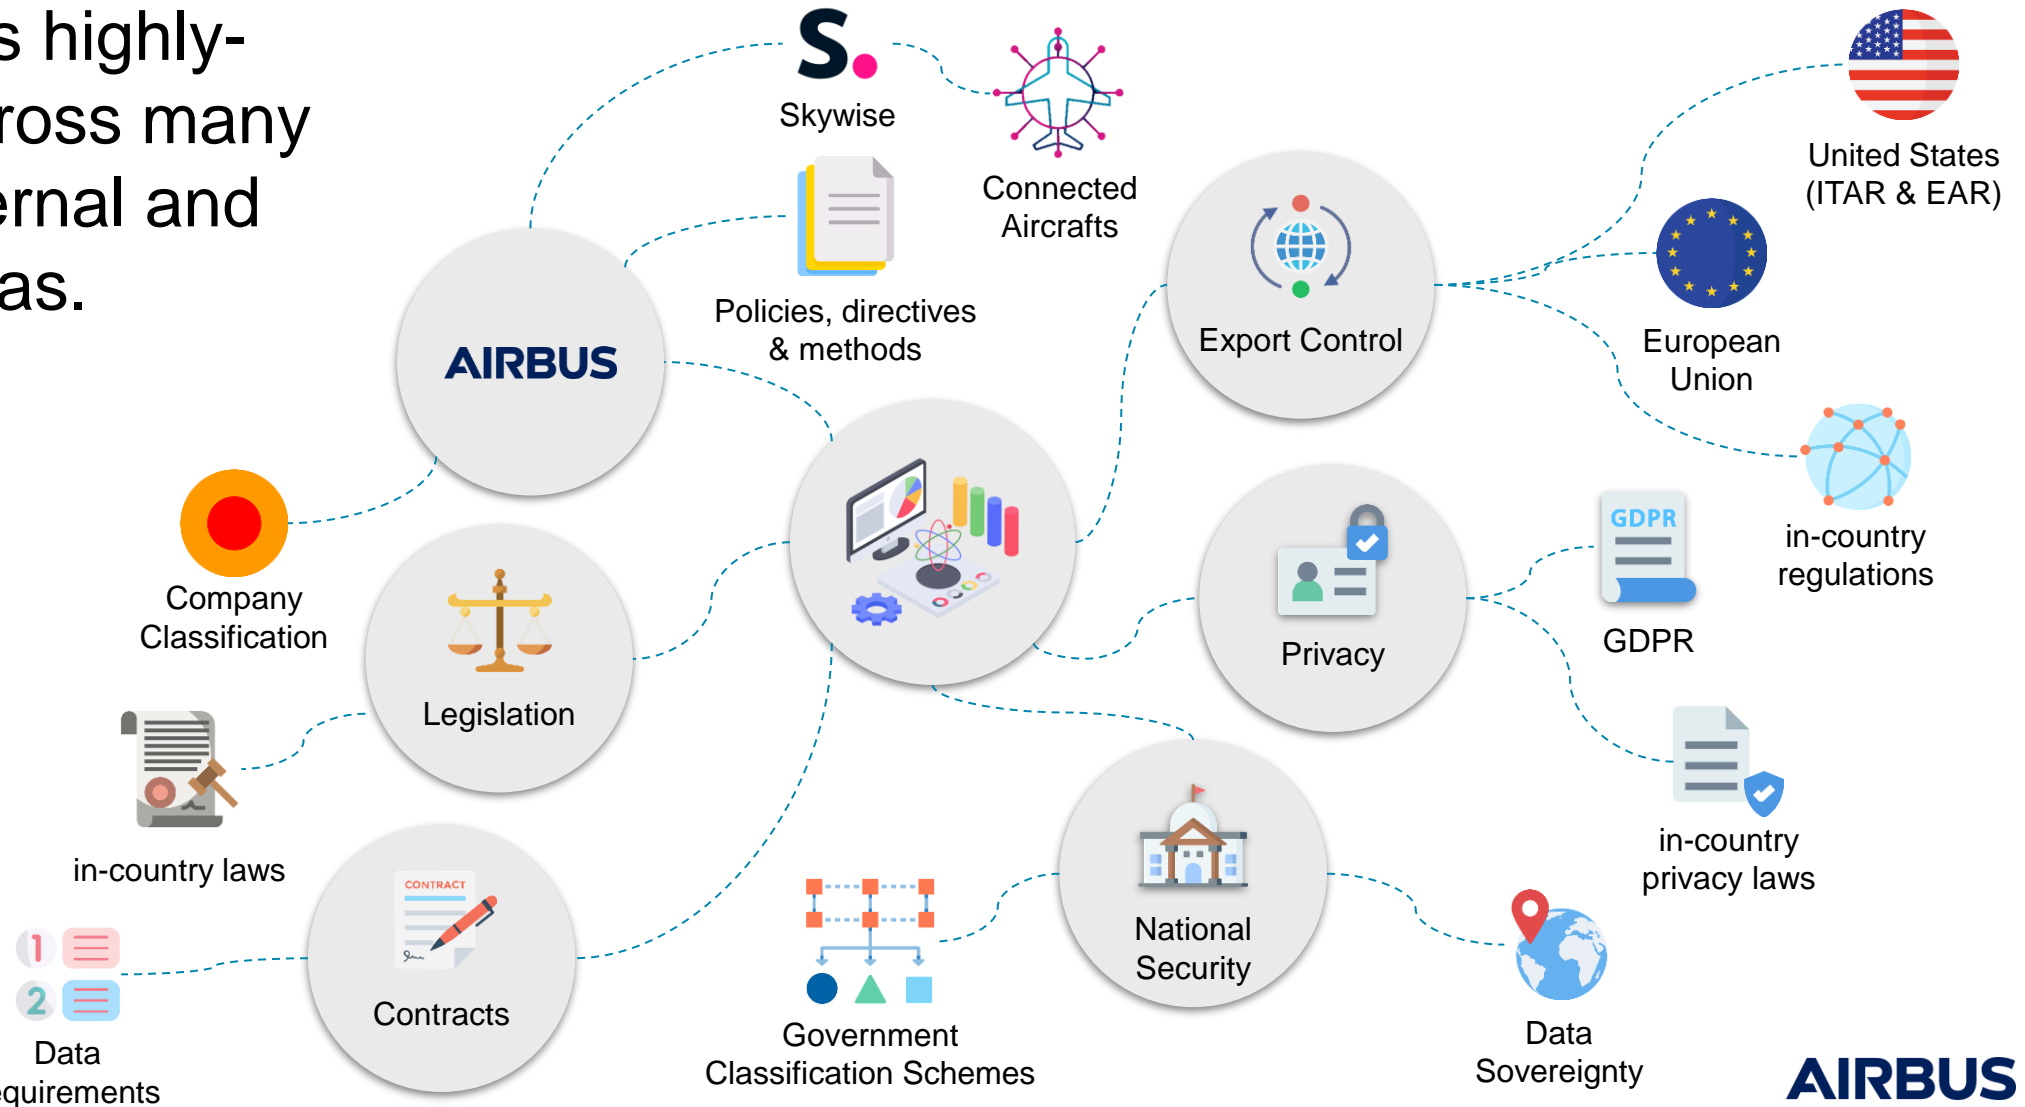 s highly-
ross many
ernal and
as.
S.
Skywise
Connected
Aircrafts
Policies, directives
& methods
AIRBUS
Export Control
United States
(ITAR & EAR)
European
Union
in-country
regulations
Company
Classification
Legislation
in-country laws
GDPR
GDPR
Privacy
in-country
privacy laws
CONTRACT
Contracts
1
2
Data
equirements
National
Security
Government
Classification Schemes
Data
Sovereignty
AIRBUS